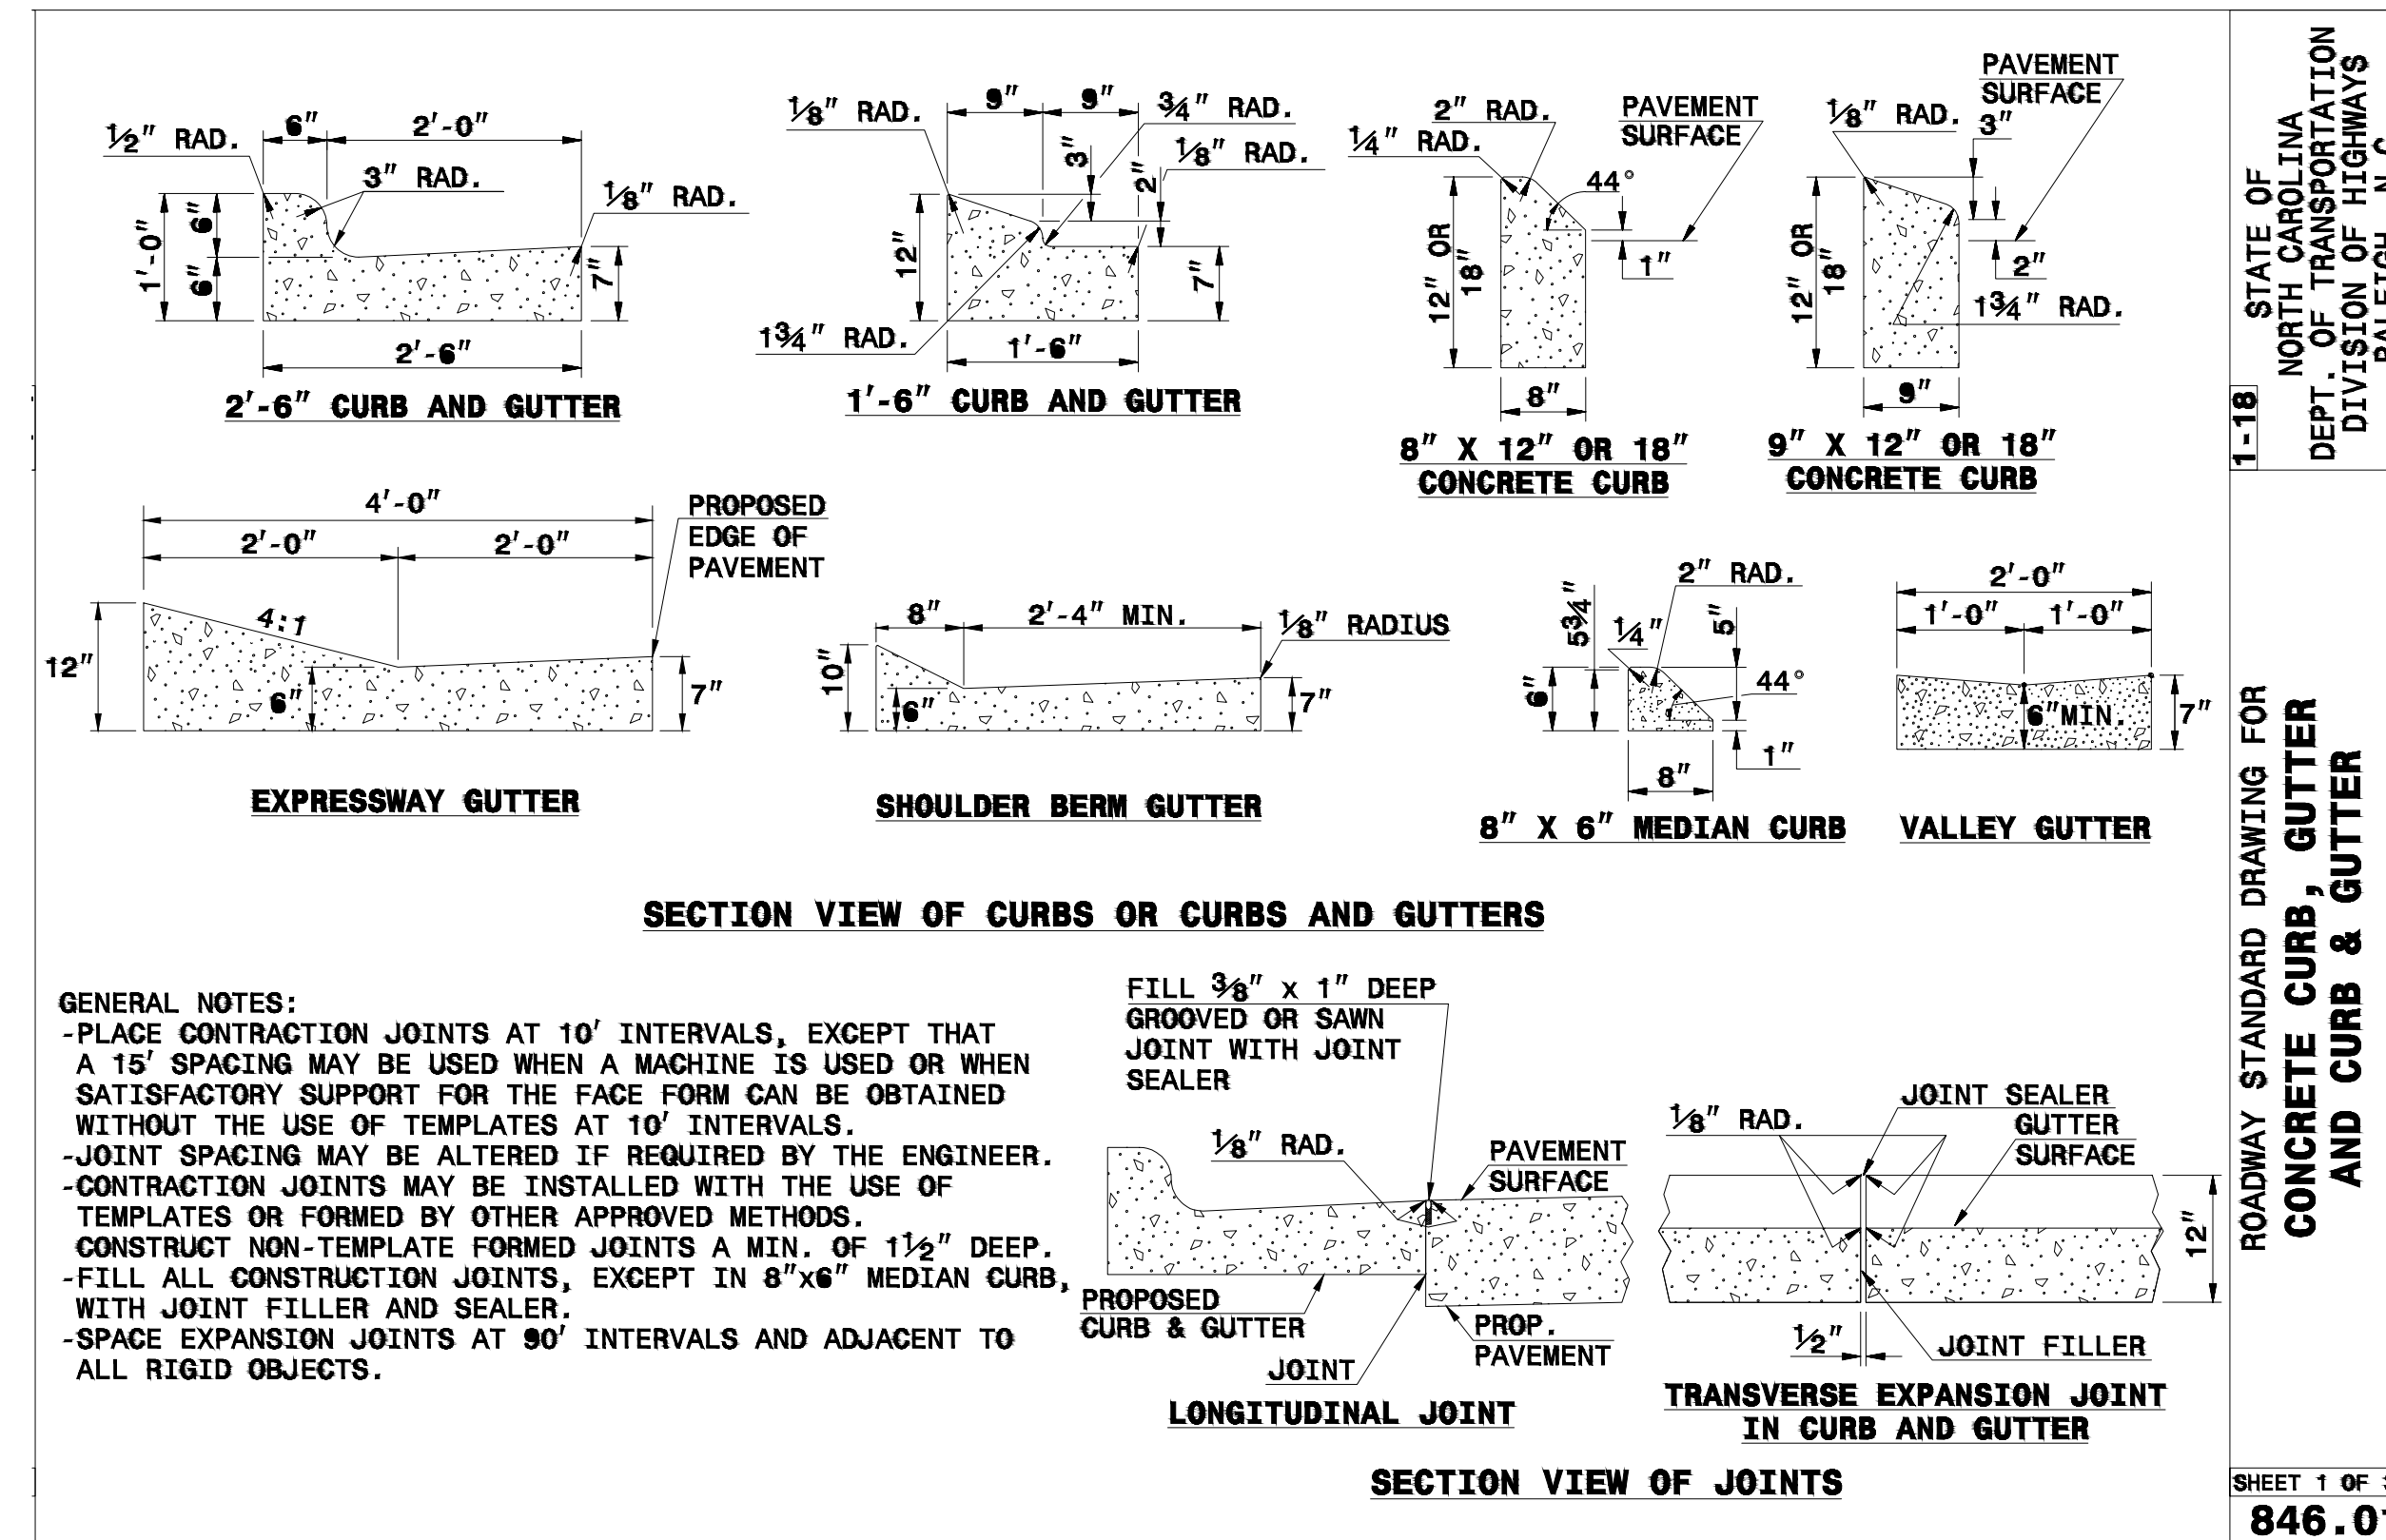 1/2" RAD.
6"
2'-0"
3" RAD.
1/8" RAD.
1'-0"
6"
6"
7"
2'-6"
2'-6" CURB AND GUTTER
1/8" RAD.
9"
9"
3/4" RAD.
3"
1/8" RAD.
2"
12"
7"
1 3/4" RAD.
1'-6"
1'-6" CURB AND GUTTER
2" RAD.
1/4" RAD.
PAVEMENT
SURFACE
44°
12" OR
18"
1"
8"
8" X 12" OR 18"
CONCRETE CURB
PAVEMENT
SURFACE
1/8" RAD.
3"
12" OR
18"
2"
1 3/4" RAD.
9"
9" X 12" OR 18"
CONCRETE CURB
4'-0"
2'-0"
2'-0"
PROPOSED
EDGE OF
PAVEMENT
4:1
12"
6"
7"
EXPRESSWAY GUTTER
8"
2'-4" MIN.
1/8" RADIUS
10"
6"
7"
SHOULDER BERM GUTTER
2" RAD.
5 3/4"
1/4"
5"
6"
44°
1"
8"
8" X 6" MEDIAN CURB
2'-0"
1'-0"
1'-0"
6"MIN.
7"
VALLEY GUTTER
SECTION VIEW OF CURBS OR CURBS AND GUTTERS
GENERAL NOTES:
-PLACE CONTRACTION JOINTS AT 10' INTERVALS, EXCEPT THAT
A 15' SPACING MAY BE USED WHEN A MACHINE IS USED OR WHEN
SATISFACTORY SUPPORT FOR THE FACE FORM CAN BE OBTAINED
WITHOUT THE USE OF TEMPLATES AT 10' INTERVALS.
-JOINT SPACING MAY BE ALTERED IF REQUIRED BY THE ENGINEER.
-CONTRACTION JOINTS MAY BE INSTALLED WITH THE USE OF
TEMPLATES OR FORMED BY OTHER APPROVED METHODS.
CONSTRUCT NON-TEMPLATE FORMED JOINTS A MIN. OF 1 1/2" DEEP.
-FILL ALL CONSTRUCTION JOINTS, EXCEPT IN 8"x6" MEDIAN CURB,
WITH JOINT FILLER AND SEALER.
-SPACE EXPANSION JOINTS AT 90' INTERVALS AND ADJACENT TO
ALL RIGID OBJECTS.
FILL 3/8" x 1" DEEP
GROOVED OR SAWN
JOINT WITH JOINT
SEALER
1/8" RAD.
PAVEMENT
SURFACE
PROPOSED
CURB & GUTTER
JOINT
PROP.
PAVEMENT
LONGITUDINAL JOINT
1/8" RAD.
JOINT SEALER
GUTTER
SURFACE
12"
1/2"
JOINT FILLER
TRANSVERSE EXPANSION JOINT
IN CURB AND GUTTER
SECTION VIEW OF JOINTS
1-18
STATE OF
NORTH CAROLINA
DEPT. OF TRANSPORTATION
DIVISION OF HIGHWAYS
ROADWAY STANDARD DRAWING FOR
CONCRETE CURB, GUTTER
AND CURB & GUTTER
SHEET 1 OF
846.0